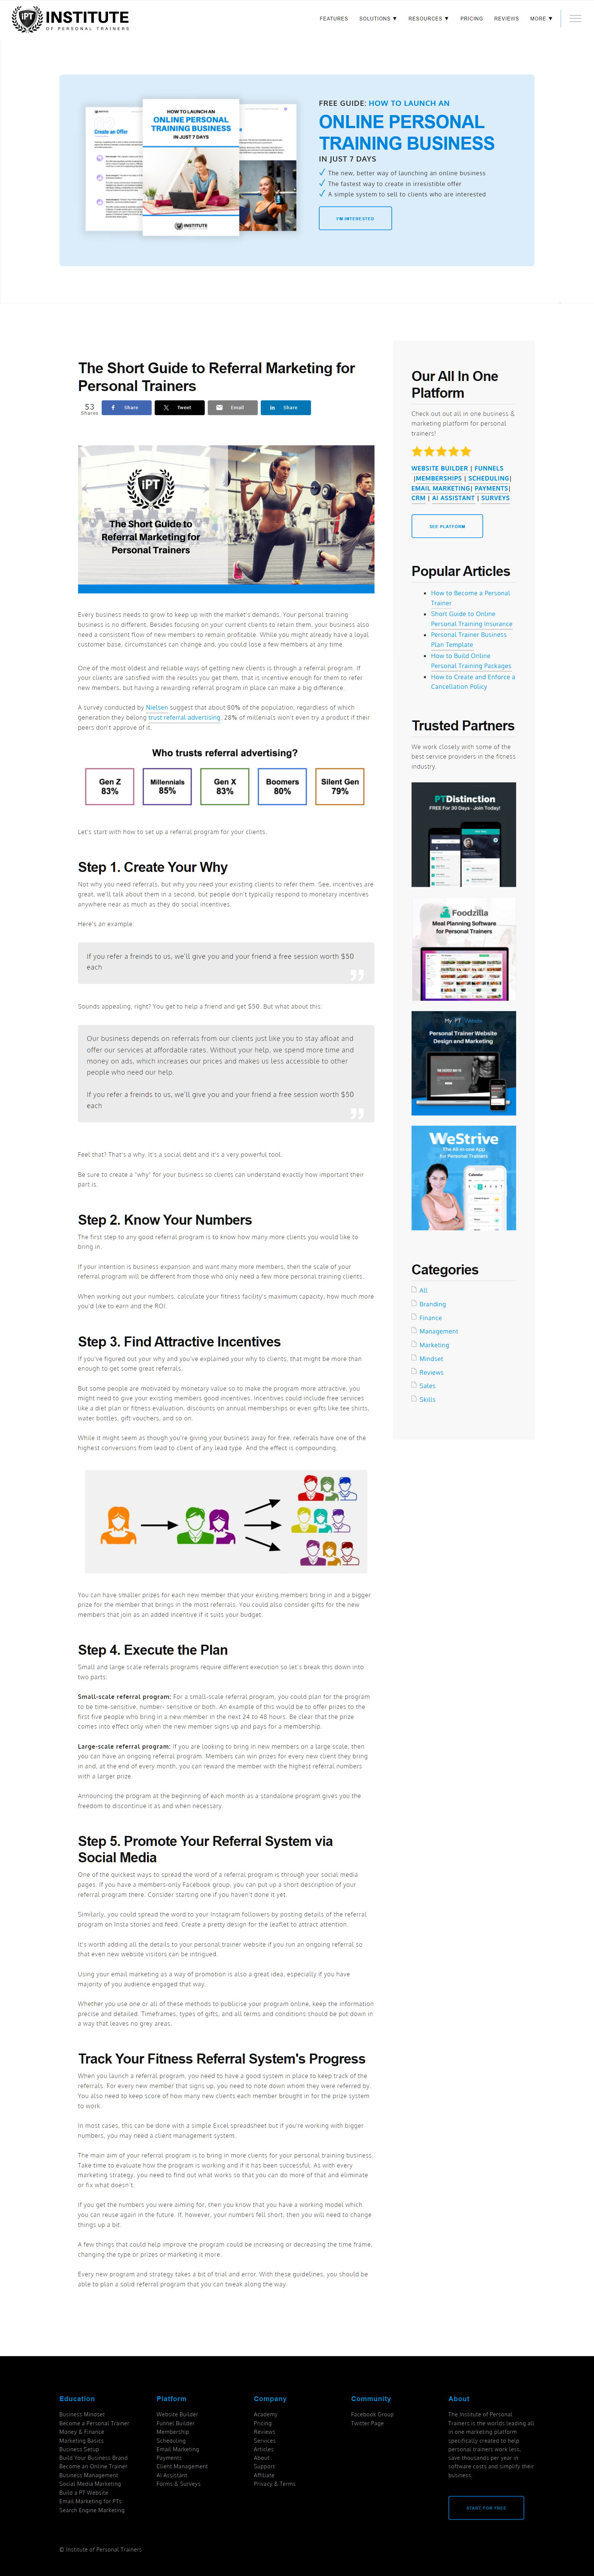 iPT INSTITUTE
OF PERSONAL TRAINERS
FEATURES SOLUTIONS ▼ RESOURCES ▼ PRICING REVIEWS MORE ▼
Create an Offer
HOW TO LAUNCH AN
ONLINE PERSONAL
TRAINING BUSINESS
IN JUST 7 DAYS
INSTITUTE
FREE GUIDE: HOW TO LAUNCH AN
ONLINE PERSONAL
TRAINING BUSINESS
IN JUST 7 DAYS
✓ The new, better way of launching an online business
✓ The fastest way to create in irresistible offer
✓ A simple system to sell to clients who are interested
I'M INTERESTED
The Short Guide to Referral Marketing for
Personal Trainers
53
Shares
Share
Tweet
Email
Share
iPT
The Short Guide to
Referral Marketing for
Personal Trainers
Every business needs to grow to keep up with the market's demands. Your personal training
business is no different. Besides focusing on your current clients to retain them, your business also
need a consistent flow of new members to remain profitable. While you might already have a loyal
customer base, circumstances can change and, you could lose a few members at any time.
One of the oldest and reliable ways of getting new clients is through a referral program. If your
clients are satisfied with the results you get them, that is incentive enough for them to refer
new members, but having a rewarding referral program in place can make a big difference.
A survey conducted by Nielsen suggest that about 80% of the population, regardless of which
generation they belong trust referral advertising. 28% of millenials won't even try a product if their
peers don't approve of it.
Who trusts referral advertising?
Gen Z
83%
Millennials
85%
Gen X
83%
Boomers
80%
Silent Gen
79%
Let's start with how to set up a referral program for your clients.
Step 1. Create Your Why
Not why you need referrals, but why you need your existing clients to refer them. See, incentives are
great, we'll talk about them in a second, but people don't typically respond to monetary incentives
anywhere near as much as they do social incentives.
Here's an example:
If you refer a freinds to us, we'll give you and your friend a free session worth $50
each
Sounds appealing, right? You get to help a friend and get $50. But what about this:
Our business depends on referrals from our clients just like you to stay afloat and
offer our services at affordable rates. Without your help, we spend more time and
money on ads, which increases our prices and makes us less accessible to other
people who need our help.
If you refer a freinds to us, we'll give you and your friend a free session worth $50
each
Feel that? That's a why. It's a social debt and it's a very powerful tool.
Be sure to create a "why" for your business so clients can understand exactly how important their
part is.
Step 2. Know Your Numbers
The first step to any good referral program is to know how many more clients you would like to
bring in.
If your intention is business expansion and want many more members, then the scale of your
referral program will be different from those who only need a few more personal training clients.
When working out your numbers, calculate your fitness facility's maximum capacity, how much more
you'd like to earn and the ROI.
Step 3. Find Attractive Incentives
If you've figured out your why and you've explained your why to clients, that might be more than
enough to get some great referrals.
But some people are motivated by monetary value so to make the program more attractive, you
might need to give your existing members good incentives. Incentives could include free services
like a diet plan or fitness evaluation, discounts on annual memberships or even gifts like tee shirts,
water bottles, gift vouchers, and so on.
While it might seem as though you're giving your business away for free, referrals have one of the
highest conversions from lead to client of any lead type. And the effect is compounding.
You can have smaller prizes for each new member that your existing members bring in and a bigger
prize for the member that brings in the most referrals. You could also consider gifts for the new
members that join as an added incentive if it suits your budget.
Step 4. Execute the Plan
Small and large scale referrals programs require different execution so let's break this down into
two parts:
Small-scale referral program: For a small-scale referral program, you could plan for the program
to be time-sensitive, number- sensitive or both. An example of this would be to offer prizes to the
first five people who bring in a new member in the next 24 to 48 hours. Be clear that the prize
comes into effect only when the new member signs up and pays for a membership.
Large-scale referral program: If you are looking to bring in new members on a large scale, then
you can have an ongoing referral program. Members can win prizes for every new client they bring
in and, at the end of every month, you can reward the member with the highest referral numbers
with a larger prize.
Announcing the program at the beginning of each month as a standalone program gives you the
freedom to discontinue it as and when necessary.
Step 5. Promote Your Referral System via
Social Media
One of the quickest ways to spread the word of a referral program is through your social media
pages. If you have a members-only Facebook group, you can put up a short description of your
referral program there. Consider starting one if you haven't done it yet.
Similarly, you could spread the word to your Instagram followers by posting details of the referral
program on Insta stories and feed. Create a pretty design for the leaflet to attract attention.
It's worth adding all the details to your personal trainer website if you run an ongoing referral so
that even new website visitors can be intrigued.
Using your email marketing as a way of promotion is also a great idea, especially if you have
majority of you audience engaged that way.
Whether you use one or all of these methods to publicise your program online, keep the information
precise and detailed. Timeframes, types of gifts, and all terms and conditions should be put down in
a way that leaves no grey areas.
Track Your Fitness Referral System's Progress
When you launch a referral program, you need to have a good system in place to keep track of the
referrals. For every new member that signs up, you need to note down whom they were referred by.
You also need to keep score of how many new clients each member brought in for the prize system
to work.
In most cases, this can be done with a simple Excel spreadsheet but if you're working with bigger
numbers, you may need a client management system.
The main aim of your referral program is to bring in more clients for your personal training business.
Take time to evaluate how the program is working and if it has been successful. As with every
marketing strategy, you need to find out what works so that you can do more of that and eliminate
or fix what doesn't.
If you get the numbers you were aiming for, then you know that you have a working model which
you can reuse again in the future. If, however, your numbers fell short, then you will need to change
things up a bit.
A few things that could help improve the program could be increasing or decreasing the time frame,
changing the type or prizes or marketing it more.
Every new program and strategy takes a bit of trial and error. With these guidelines, you should be
able to plan a solid referral program that you can tweak along the way.
Our All In One
Platform
Check out out all in one business &
marketing platform for personal
trainers!
WEBSITE BUILDER | FUNNELS
|MEMBERSHIPS | SCHEDULING|
EMAIL MARKETING| PAYMENTS|
CRM | AI ASSISTANT | SURVEYS
SEE PLATFORM
Popular Articles
How to Become a Personal
Trainer
Short Guide to Online
Personal Training Insurance
Personal Trainer Business
Plan Template
How to Build Online
Personal Training Packages
How to Create and Enforce a
Cancellation Policy
Trusted Partners
We work closely with some of the
best service providers in the fitness
industry.
PTDistinction
FREE For 30 Days - Join Today!
Foodzilla
Meal Planning Software
for Personal Trainers
My PT Website
Personal Trainer Website
Design and Marketing
WeStrive
The All-in-one App
for Personal Trainers
Categories
All
Branding
Finance
Management
Marketing
Mindset
Reviews
Sales
Skills
Education
Business Mindset
Become a Personal Trainer
Money & Finance
Marketing Basics
Business Setup
Build Your Business Brand
Become an Online Trainer
Business Management
Social Media Marketing
Build a PT Website
Email Marketing for PTs
Search Engine Marketing
Platform
Website Builder
Funnel Builder
Membership
Scheduling
Email Marketing
Payments
Client Management
AI Assistant
Forms & Surveys
Company
Academy
Pricing
Reviews
Services
Articles
About
Support
Affiliate
Privacy & Terms
Community
Facebook Group
Twitter Page
About
The Institute of Personal
Trainers is the worlds leading all
in one marketing platform
specifically created to help
personal trainers work less,
save thousands per year in
software costs and simplify their
business.
START FOR FREE
© Institute of Personal Trainers